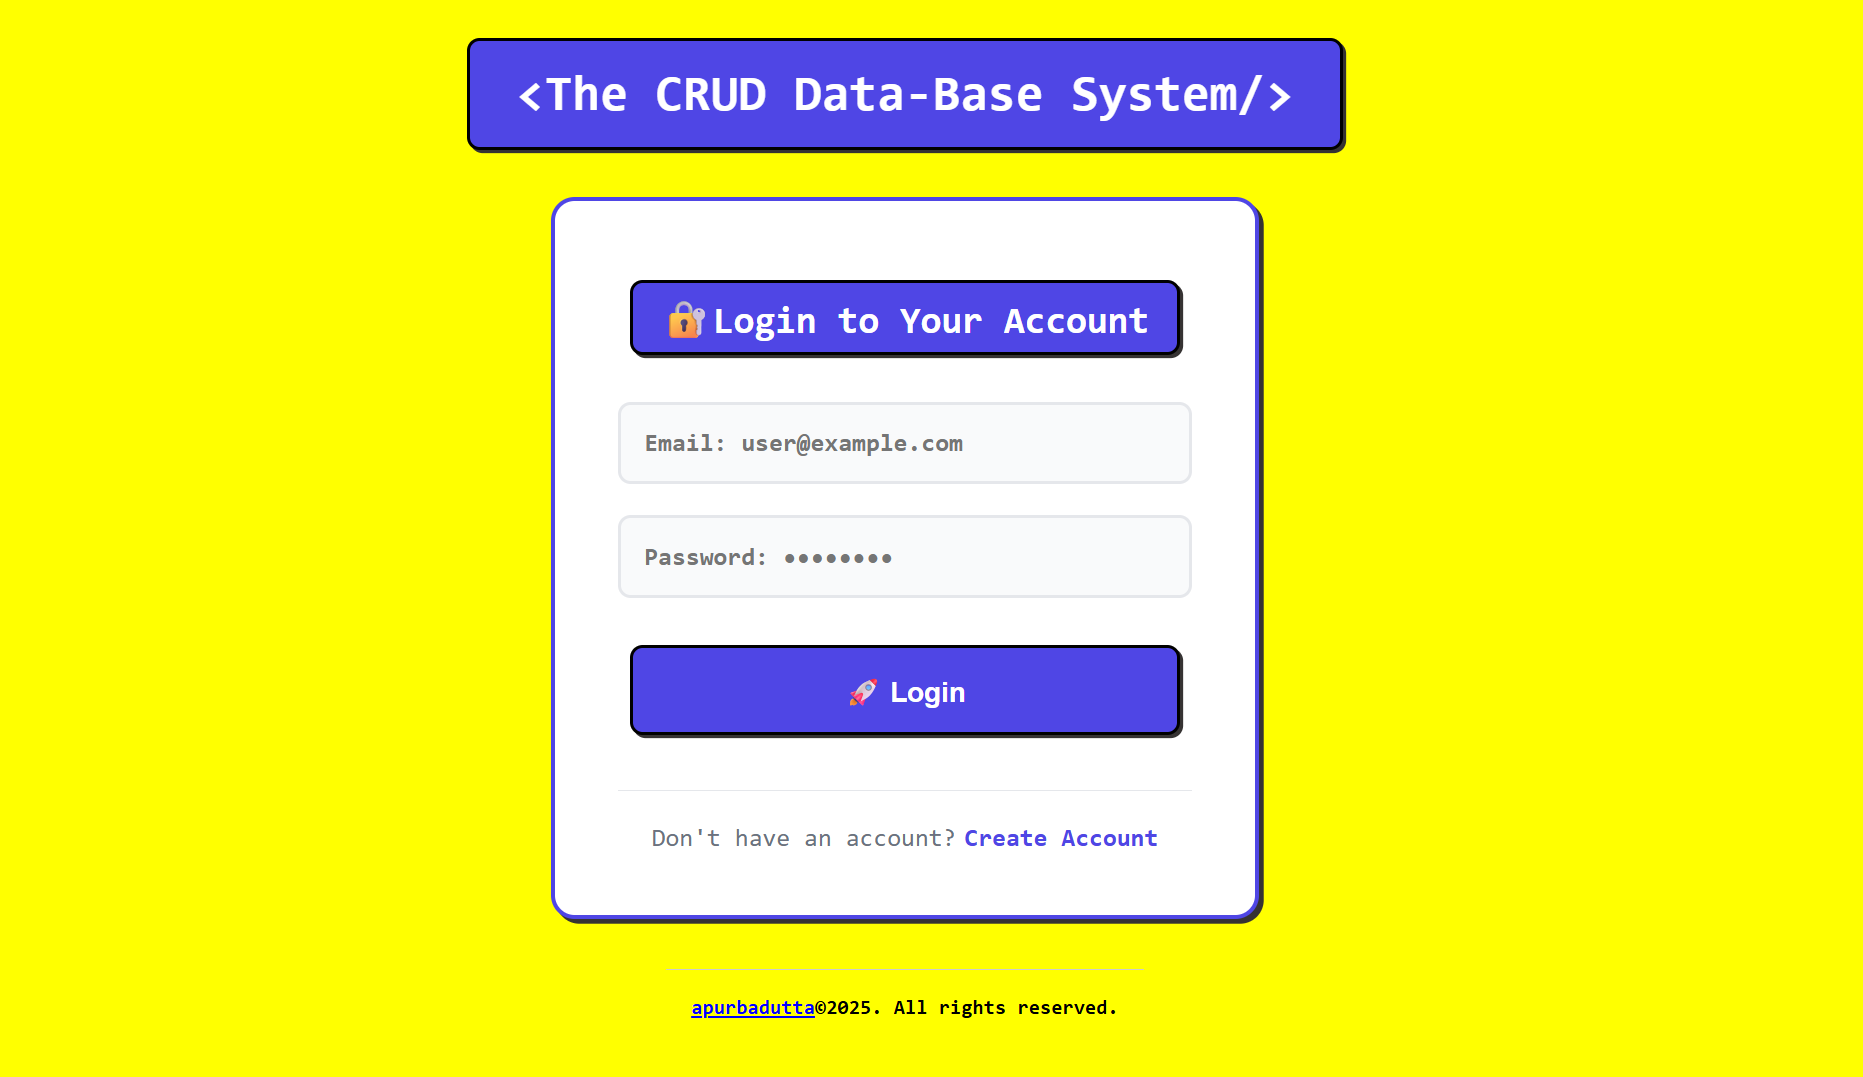 <The CRUD Data-Base System/>
🔐Login to Your Account
Email: user@example.com
Password: ••••••••
🚀 Login
Don't have an account? Create Account
apurbadutta©2025. All rights reserved.